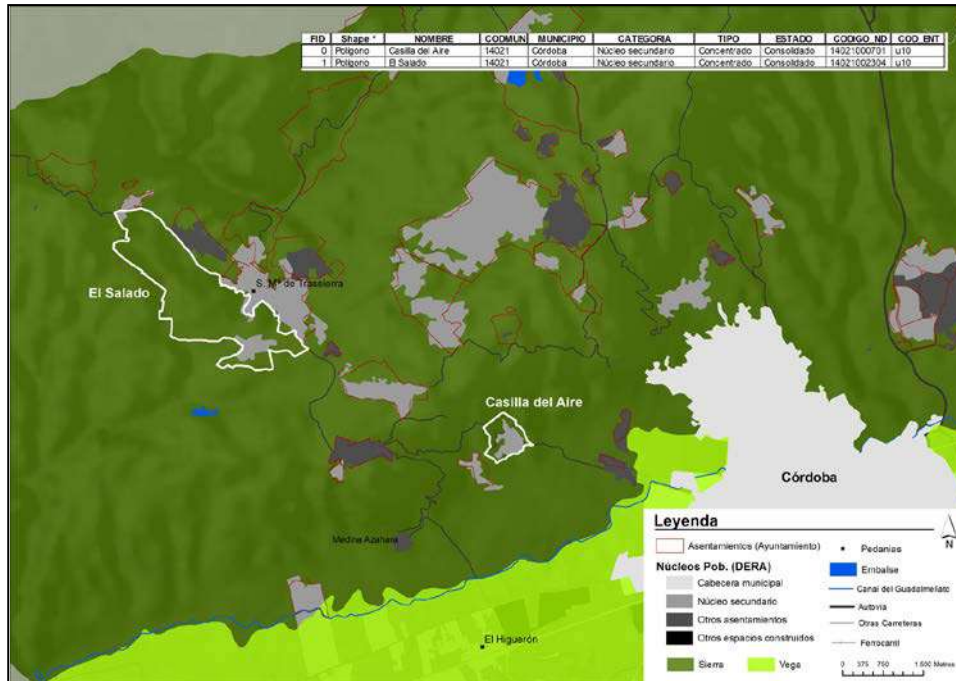 FID Shape * NOMBRE CODMUN MUNICIPIO CATEGORIA TIPO ESTADO CODIGO_ND COD_ENT
0 Polígono Casilla del Aire 14021 Córdoba Núcleo secundario Concentrado Consolidado 14021000701 u10
1 Polígono El Salado 14021 Córdoba Núcleo secundario Concentrado Consolidado 14021002304 u10
El Salado
S. Mª de Trassierra
Casilla del Aire
Córdoba
Medina Azahara
El Higuerón
Leyenda
N
Asentamientos (Ayuntamiento)
Núcleos Pob. (DERA)
Cabecera municipal
Núcleo secundario
Otros asentamientos
Otros espacios construidos
Sierra
Vega
Pedanías
Embalse
Canal del Guadalmellato
Autovía
Otras Carreteras
Ferrocarril
0 375 750 1.500 Metros